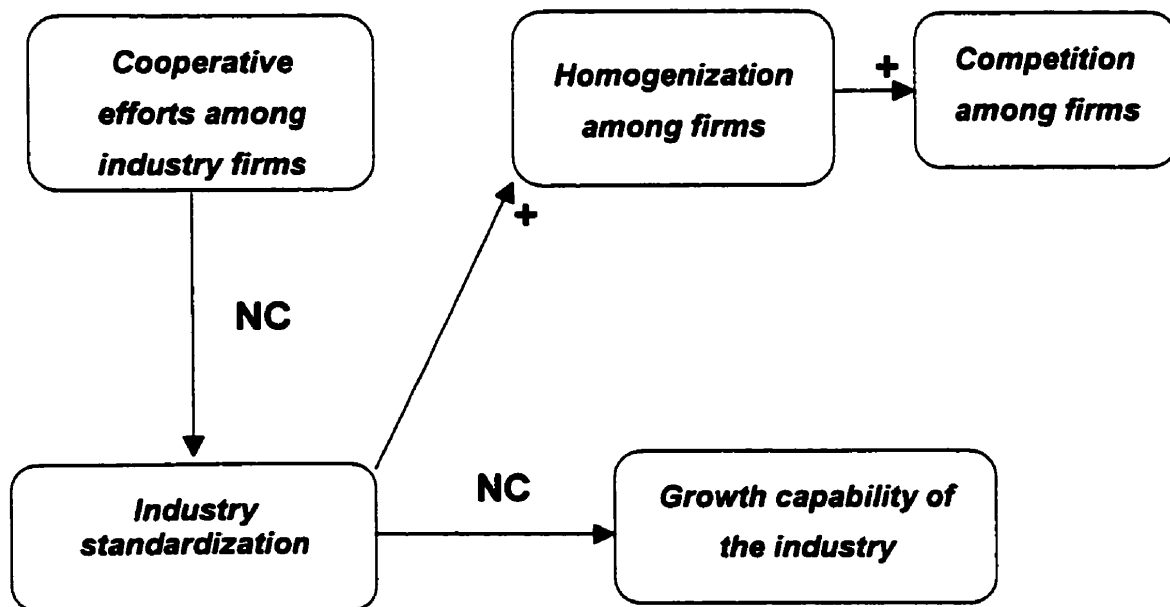 Cooperative
efforts among
industry firms
Homogenization
among firms
+
Competition
among firms
+
NC
Industry
standardization
NC
Growth capability of
the industry